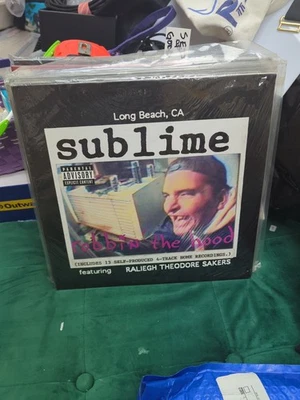 Long Beach, CA
sublime
PARENTAL
ADVISORY
EXPLICIT CONTENT
robbin' the hood
(INCLUDES 13 SELF-PRODUCED 4-TRACK HOME RECORDINGS.)
featuring RALIEGH THEODORE SAKERS
Outwa